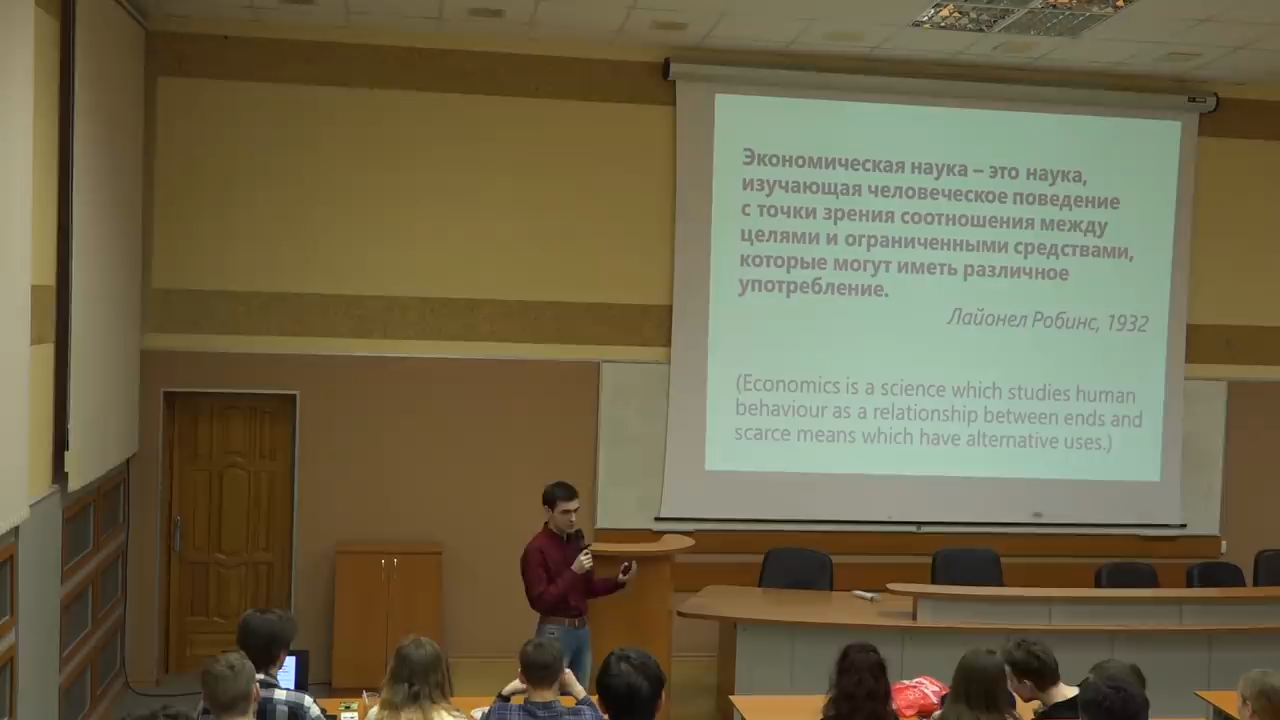 Экономическая наука – это наука,
изучающая человеческое поведение
с точки зрения соотношения между
целями и ограниченными средствами,
которые могут иметь различное
употребление.
Лайонел Робинс, 1932
(Economics is a science which studies human
behaviour as a relationship between ends and
scarce means which have alternative uses.)